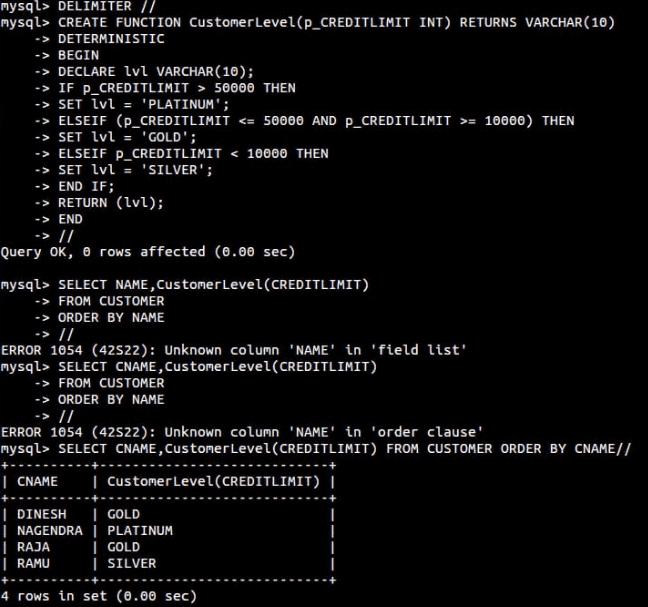 mysql> DELIMITER //
mysql> CREATE FUNCTION CustomerLevel(p_CREDITLIMIT INT) RETURNS VARCHAR(10)
    -> DETERMINISTIC
    -> BEGIN
    -> DECLARE lvl VARCHAR(10);
    -> IF p_CREDITLIMIT > 50000 THEN
    -> SET lvl = 'PLATINUM';
    -> ELSEIF (p_CREDITLIMIT <= 50000 AND p_CREDITLIMIT >= 10000) THEN
    -> SET lvl = 'GOLD';
    -> ELSEIF p_CREDITLIMIT < 10000 THEN
    -> SET lvl = 'SILVER';
    -> END IF;
    -> RETURN (lvl);
    -> END
    -> //
Query OK, 0 rows affected (0.00 sec)

mysql> SELECT NAME,CustomerLevel(CREDITLIMIT)
    -> FROM CUSTOMER
    -> ORDER BY NAME
    -> //
ERROR 1054 (42S22): Unknown column 'NAME' in 'field list'
mysql> SELECT CNAME,CustomerLevel(CREDITLIMIT)
    -> FROM CUSTOMER
    -> ORDER BY NAME
    -> //
ERROR 1054 (42S22): Unknown column 'NAME' in 'order clause'
mysql> SELECT CNAME,CustomerLevel(CREDITLIMIT) FROM CUSTOMER ORDER BY CNAME//
+----------+----------------------------+
| CNAME    | CustomerLevel(CREDITLIMIT) |
+----------+----------------------------+
| DINESH   | GOLD                       |
| NAGENDRA | PLATINUM                   |
| RAJA     | GOLD                       |
| RAMU     | SILVER                     |
+----------+----------------------------+
4 rows in set (0.00 sec)